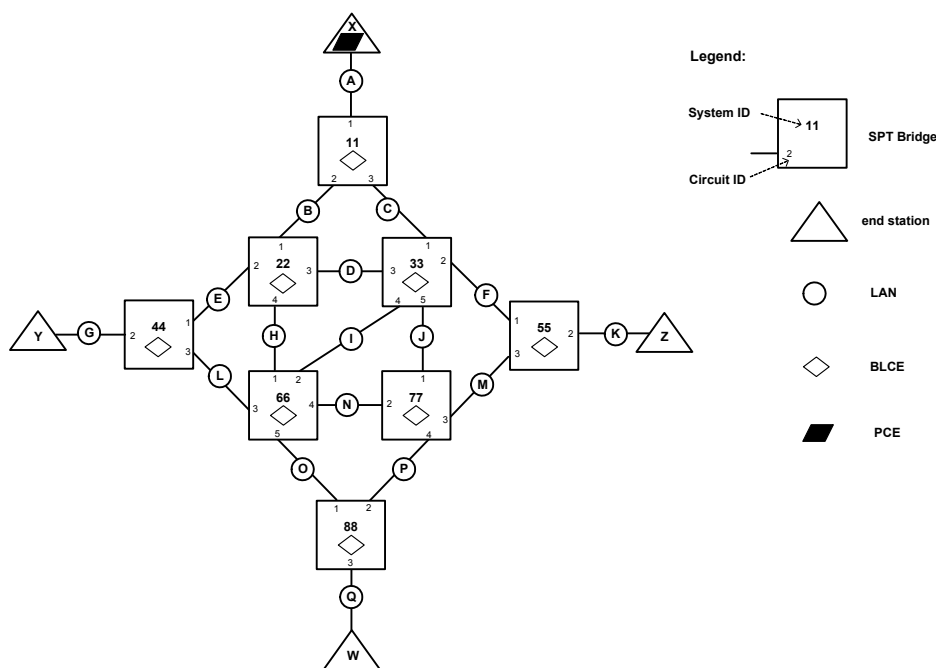 X
A
1
11
2 3
B C
1 1
22 33
2 3 3 2
4 4 5
D
E F
Y G 2 44 1 3
1 55 2 3 K Z
H I J
L M
1 2 1
66 77
3 4 2 3
5 4
N
O P
1 2
88
3
Q
W
Legend:
System ID
11
2
SPT Bridge
Circuit ID
end station
LAN
BLCE
PCE